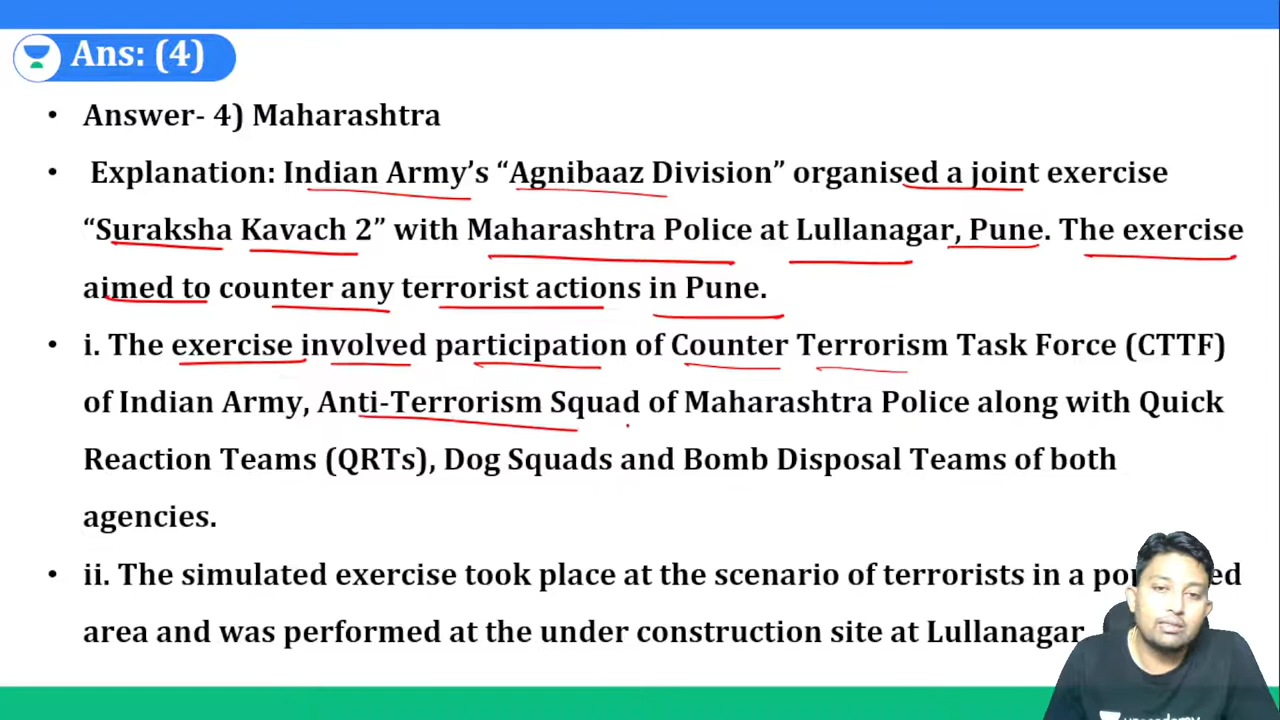 Ans: (4)
• Answer- 4) Maharashtra
• Explanation: Indian Army’s “Agnibaaz Division” organised a joint exercise
“Suraksha Kavach 2” with Maharashtra Police at Lullanagar, Pune. The exercise
aimed to counter any terrorist actions in Pune.
• i. The exercise involved participation of Counter Terrorism Task Force (CTTF)
of Indian Army, Anti-Terrorism Squad of Maharashtra Police along with Quick
Reaction Teams (QRTs), Dog Squads and Bomb Disposal Teams of both
agencies.
• ii. The simulated exercise took place at the scenario of terrorists in a
area and was performed at the under construction site at Lullanagar